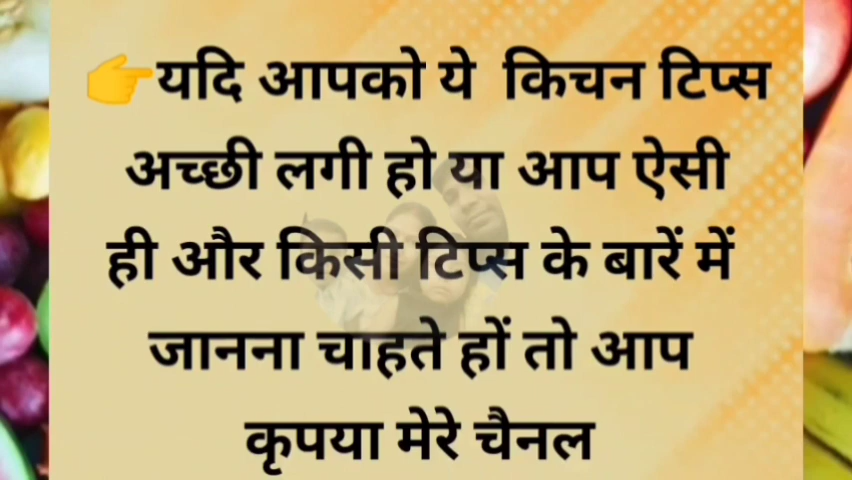 👉यदि आपको ये किचन टिप्स
अच्छी लगी हो या आप ऐसी
ही और किसी टिप्स के बारें में
जानना चाहते हों तो आप
कृपया मेरे चैनल